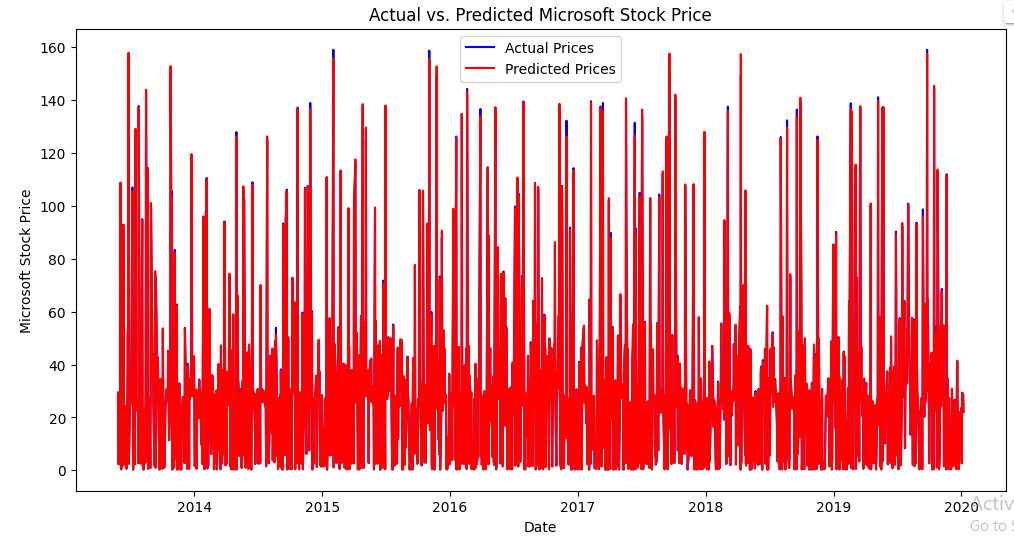 Actual vs. Predicted Microsoft Stock Price
Actual Prices
Predicted Prices
Microsoft Stock Price
160
140
120
100
80
60
40
20
0
2014 2015 2016 2017 2018 2019 2020
Date
Activ
Go to S